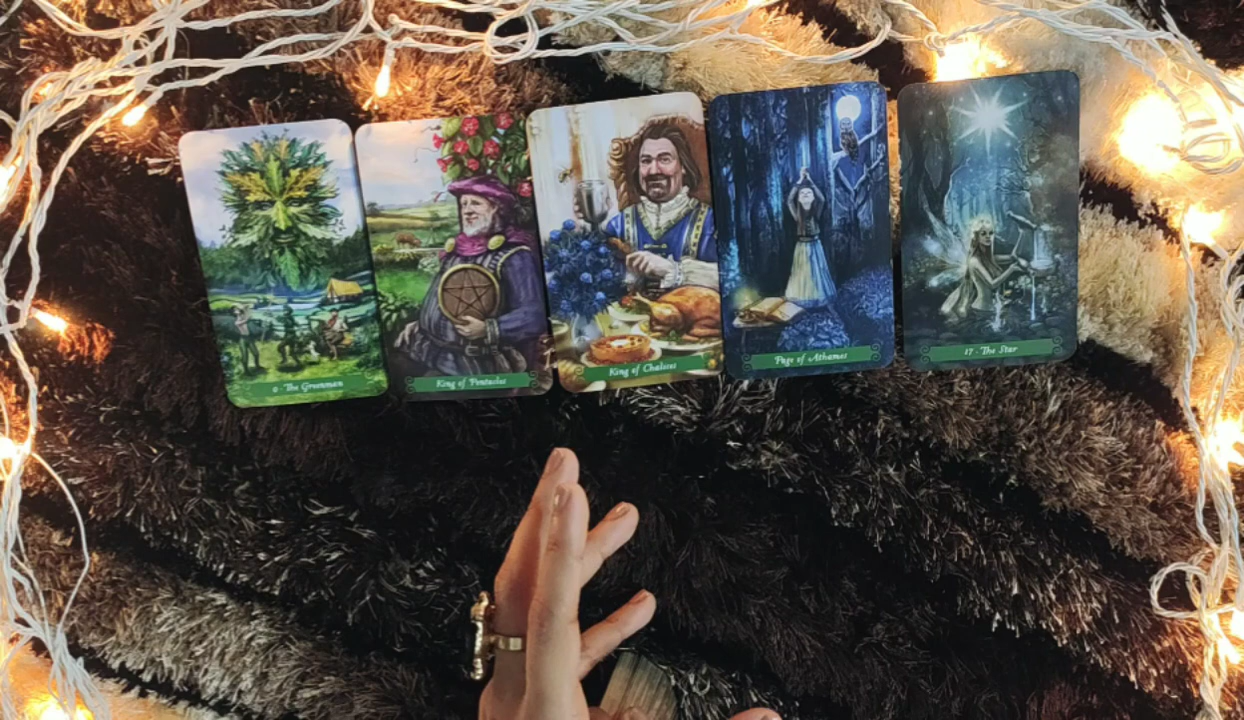 0 - The Greenman
King of Pentacles
King of Chalices
Page of Athames
17 - The Star